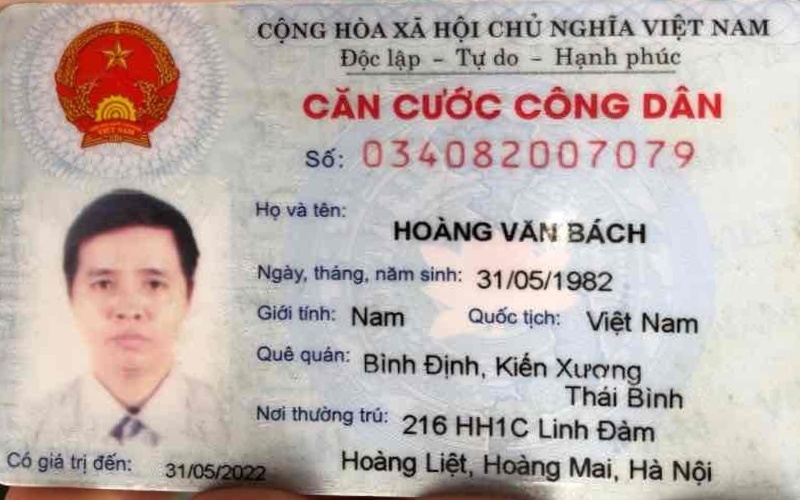 CỘNG HÒA XÃ HỘI CHỦ NGHĨA VIỆT NAM
Độc lập - Tự do - Hạnh phúc
CĂN CƯỚC CÔNG DÂN
Số: 034082007079
Họ và tên:
HOÀNG VĂN BÁCH
Ngày, tháng, năm sinh: 31/05/1982
Giới tính: Nam Quốc tịch: Việt Nam
Quê quán: Bình Định, Kiến Xương
Thái Bình
Nơi thường trú: 216 HH1C Linh Đàm
Hoàng Liệt, Hoàng Mai, Hà Nội
Có giá trị đến: 31/05/2022